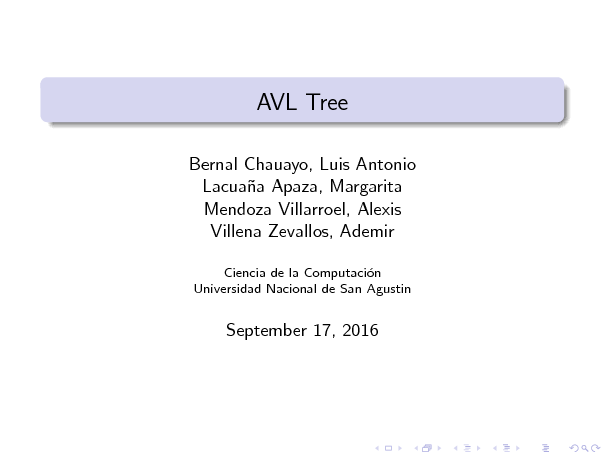 AVL Tree
Bernal Chauayo, Luis Antonio
Lacuaña Apaza, Margarita
Mendoza Villarroel, Alexis
Villena Zevallos, Ademir
Ciencia de la Computación
Universidad Nacional de San Agustin
September 17, 2016